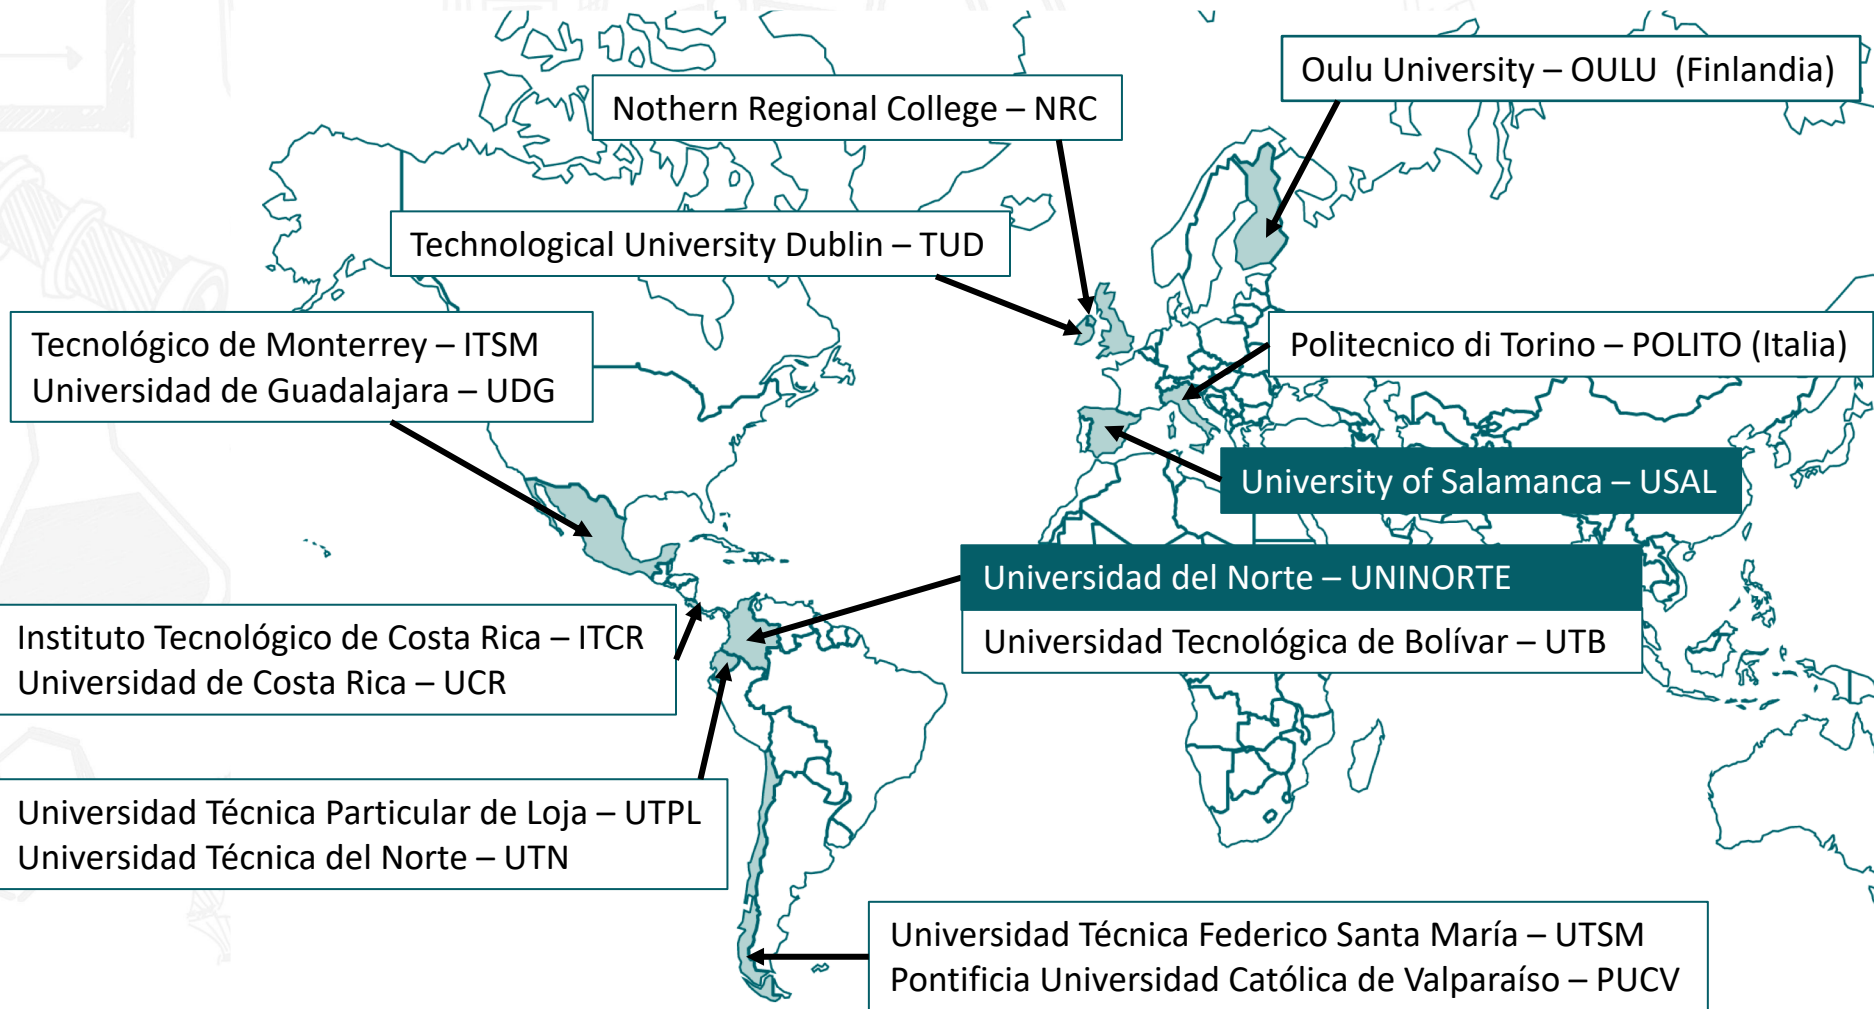 Oulu University – OULU (Finlandia)
Nothern Regional College – NRC
Technological University Dublin – TUD
Tecnológico de Monterrey – ITSM
Universidad de Guadalajara – UDG
Politecnico di Torino – POLITO (Italia)
University of Salamanca – USAL
Universidad del Norte – UNINORTE
Universidad Tecnológica de Bolívar – UTB
Instituto Tecnológico de Costa Rica – ITCR
Universidad de Costa Rica – UCR
Universidad Técnica Particular de Loja – UTPL
Universidad Técnica del Norte – UTN
Universidad Técnica Federico Santa María – UTSM
Pontificia Universidad Católica de Valparaíso – PUCV